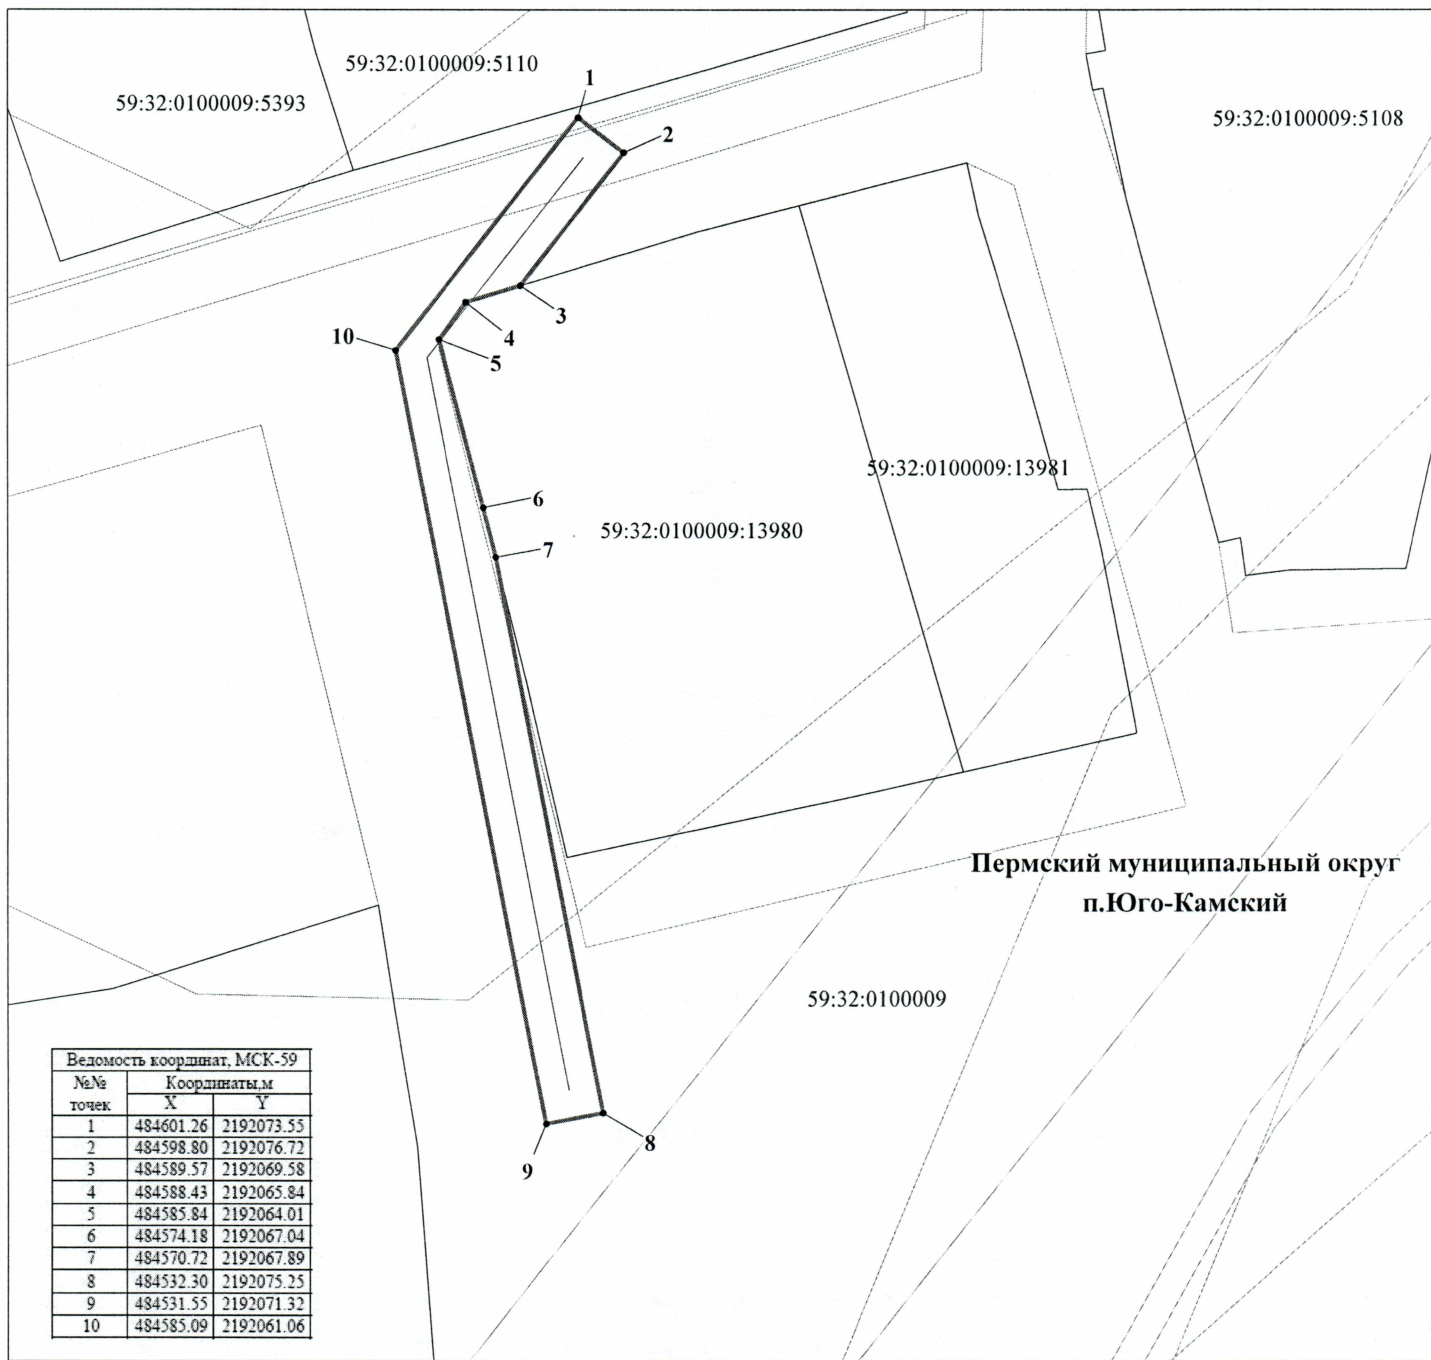 59:32:0100009:5110
59:32:0100009:5393
1
59:32:0100009:5108
2
3
4
10
5
59:32:0100009:13981
6
59:32:0100009:13980
7
Пермский муниципальный округ
п.Юго-Камский
59:32:0100009
8
9
Ведомость координат, МСК-59
№№ точек Координаты,м
X Y
1 484601.26 2192073.55
2 484598.80 2192076.72
3 484589.57 2192069.58
4 484588.43 2192065.84
5 484585.84 2192064.01
6 484574.18 2192067.04
7 484570.72 2192067.89
8 484532.30 2192075.25
9 484531.55 2192071.32
10 484585.09 2192061.06